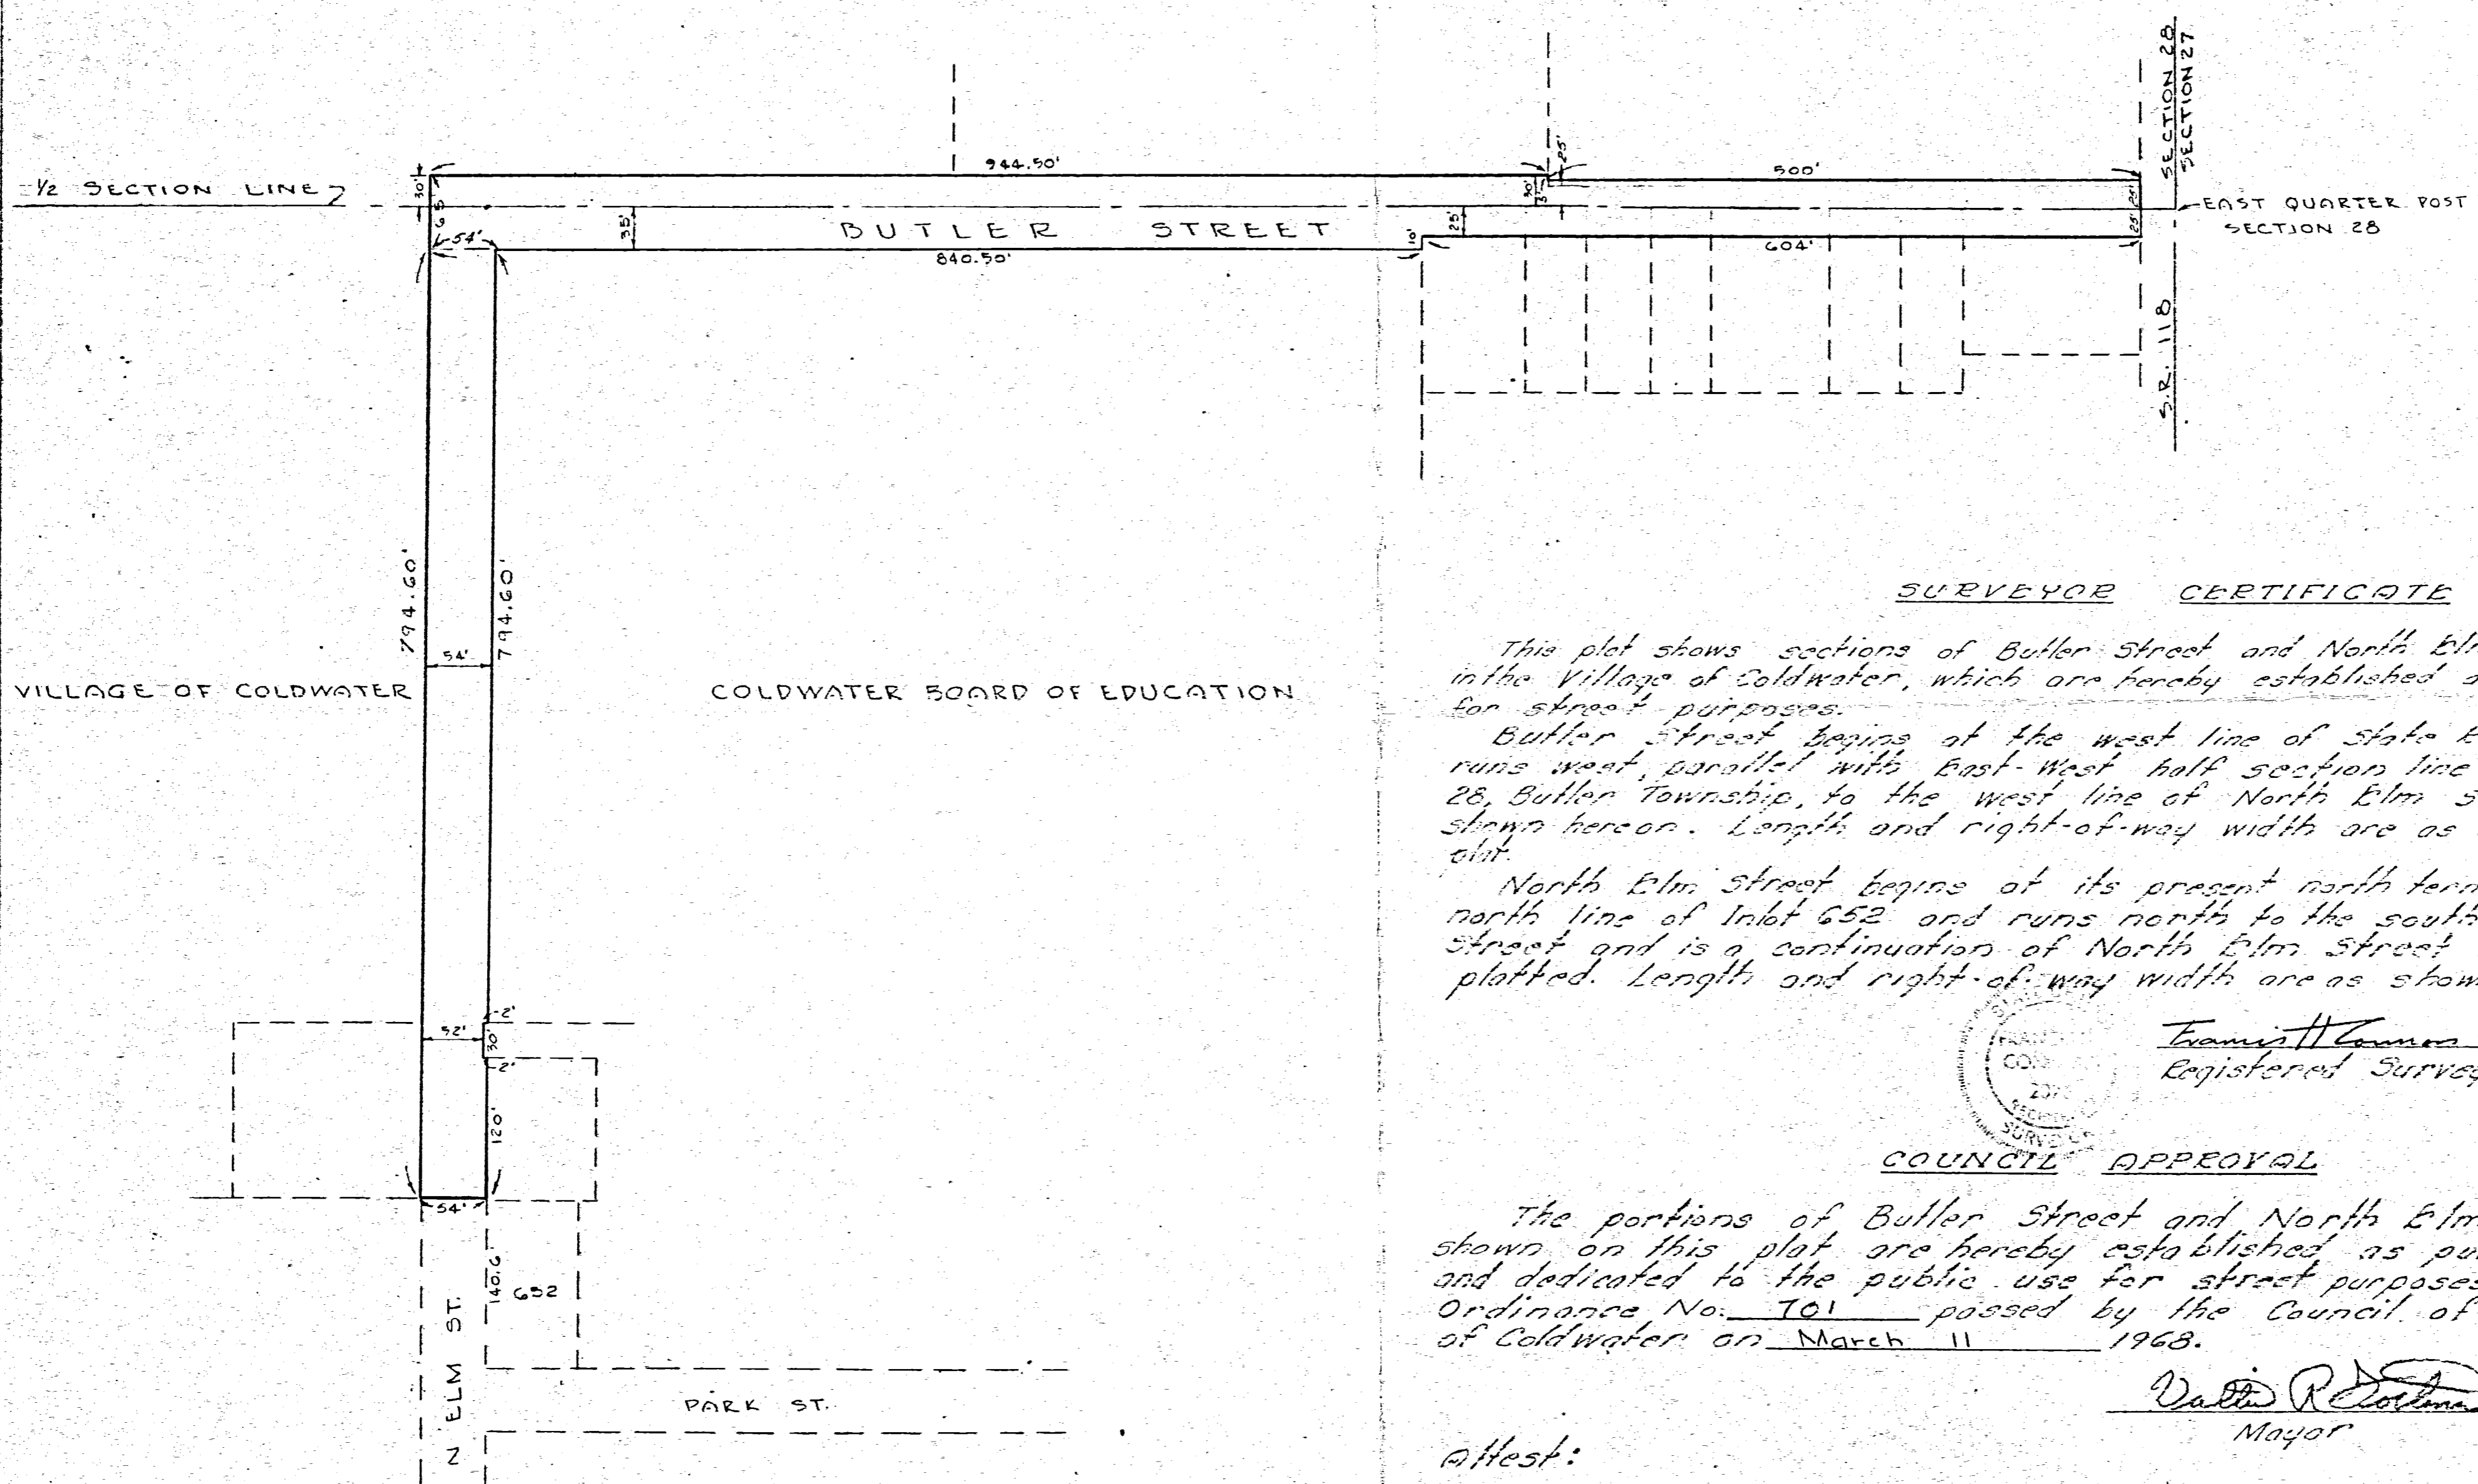 SECTION 28
SECTION 27
25'
944.50'
500'
30'
1/2 SECTION LINE
30'
5'
25'
EAST QUARTER POST
SECTION 28
65'
54'
35'
BUTLER STREET
10'
25'
604'
25'
840.50'
S.R. 118
794.60'
794.60'
54'
VILLAGE OF COLDWATER
COLDWATER BOARD OF EDUCATION
2'
52'
30'
2'
120'
54'
140.6'
652
N ELM ST.
PARK ST.
SURVEYOR CERTIFICATE
This plat shows sections of Butler Street and North Elm
in the Village of Coldwater, which are hereby established
for street purposes.
Butler Street begins at the west line of State
runs west, parallel with East-West half section line
28, Butler Township, to the west line of North Elm S
shown hereon. Length and right-of-way width are as
plat.
North Elm Street begins at its present north term
north line of Inlot 652 and runs north to the south
Street and is a continuation of North Elm Street
platted. Length and right-of-way width are as show
Francis H Connor
Registered Survey
FRAN
CO
SURVEYOR
COUNCIL APPROVAL
The portions of Butler Street and North Elm
shown on this plat are hereby established as pu
and dedicated to the public use for street purposes
Ordinance No. 701 passed by the Council of
of Coldwater on March 11 1968.
Mayor
Attest: